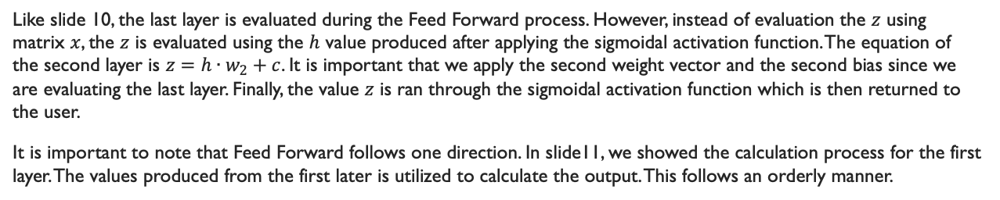 Like slide 10, the last layer is evaluated during the Feed Forward process. However, instead of evaluation the z using
matrix x, the z is evaluated using the h value produced after applying the sigmoidal activation function. The equation of
the second layer is z = h · w₂ + c. It is important that we apply the second weight vector and the second bias since we
are evaluating the last layer. Finally, the value z is ran through the sigmoidal activation function which is then returned to
the user.
It is important to note that Feed Forward follows one direction. In slide11, we showed the calculation process for the first
layer. The values produced from the first later is utilized to calculate the output. This follows an orderly manner.